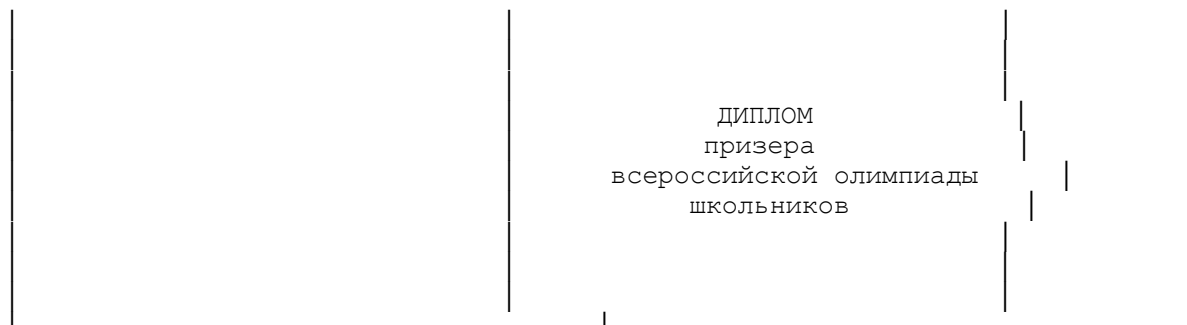 ДИПЛОМ
призера
всероссийской олимпиады
школьников